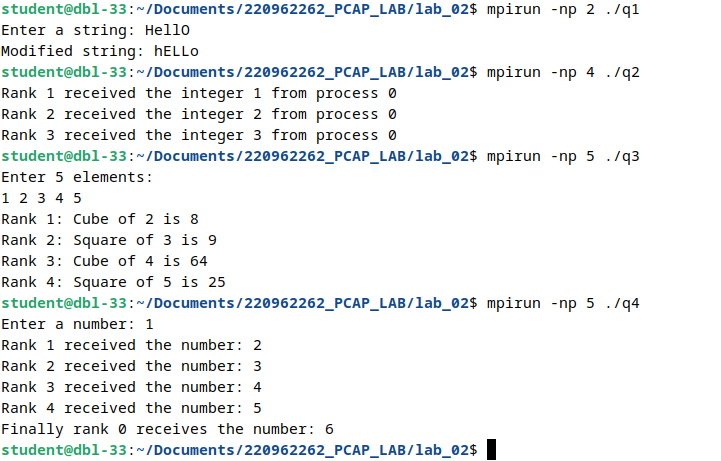 student@dbl-33:~/Documents/220962262_PCAP_LAB/lab_02$ mpirun -np 2 ./q1
Enter a string: HellO
Modified string: hELLo
student@dbl-33:~/Documents/220962262_PCAP_LAB/lab_02$ mpirun -np 4 ./q2
Rank 1 received the integer 1 from process 0
Rank 2 received the integer 2 from process 0
Rank 3 received the integer 3 from process 0
student@dbl-33:~/Documents/220962262_PCAP_LAB/lab_02$ mpirun -np 5 ./q3
Enter 5 elements:
1 2 3 4 5
Rank 1: Cube of 2 is 8
Rank 2: Square of 3 is 9
Rank 3: Cube of 4 is 64
Rank 4: Square of 5 is 25
student@dbl-33:~/Documents/220962262_PCAP_LAB/lab_02$ mpirun -np 5 ./q4
Enter a number: 1
Rank 1 received the number: 2
Rank 2 received the number: 3
Rank 3 received the number: 4
Rank 4 received the number: 5
Finally rank 0 receives the number: 6
student@dbl-33:~/Documents/220962262_PCAP_LAB/lab_02$